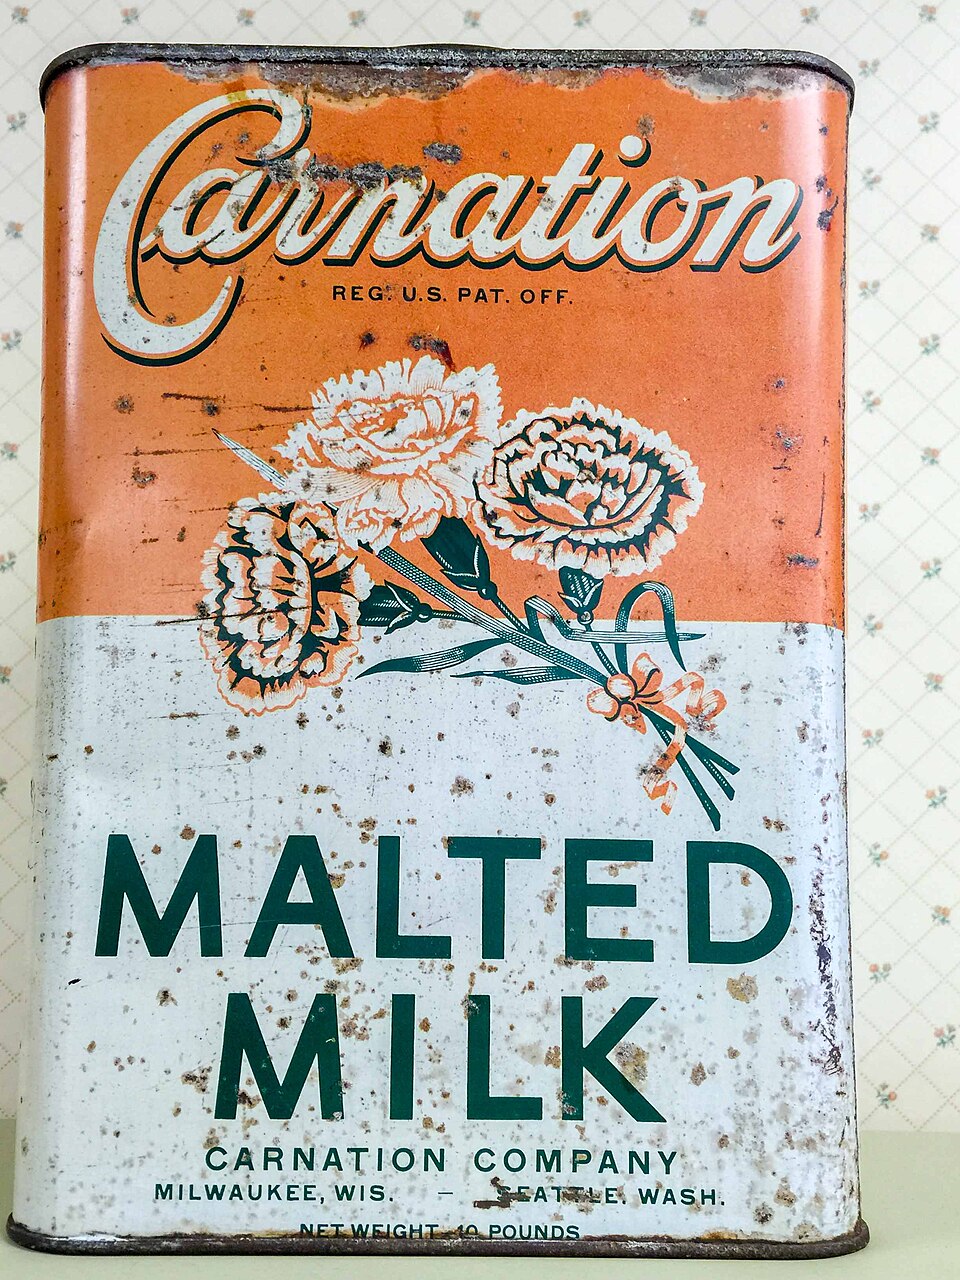 Carnation
REG. U.S. PAT. OFF.
MALTED
MILK
CARNATION COMPANY
MILWAUKEE, WIS. – SEATTLE. WASH.
NET WEIGHT 10 POUNDS